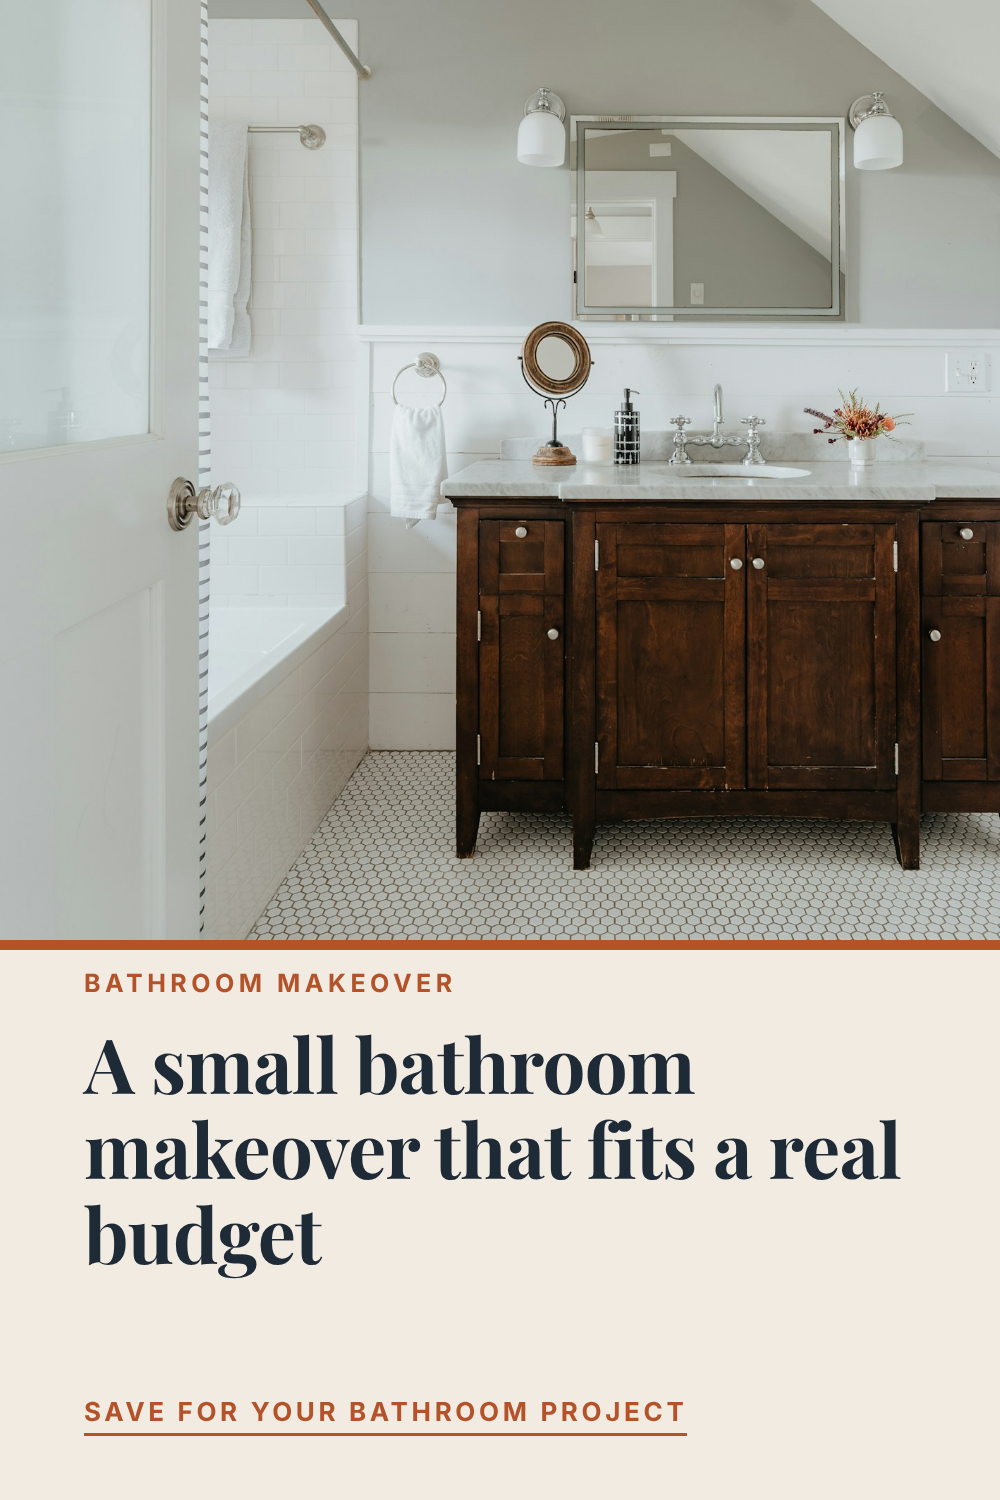 BATHROOM MAKEOVER
A small bathroom
makeover that fits a real
budget
SAVE FOR YOUR BATHROOM PROJECT